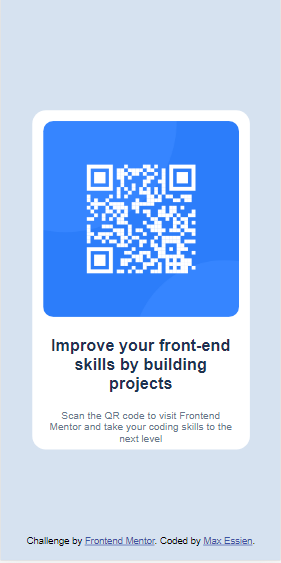 Improve your front-end
skills by building
projects
Scan the QR code to visit Frontend
Mentor and take your coding skills to the
next level
Challenge by Frontend Mentor. Coded by Max Essien.